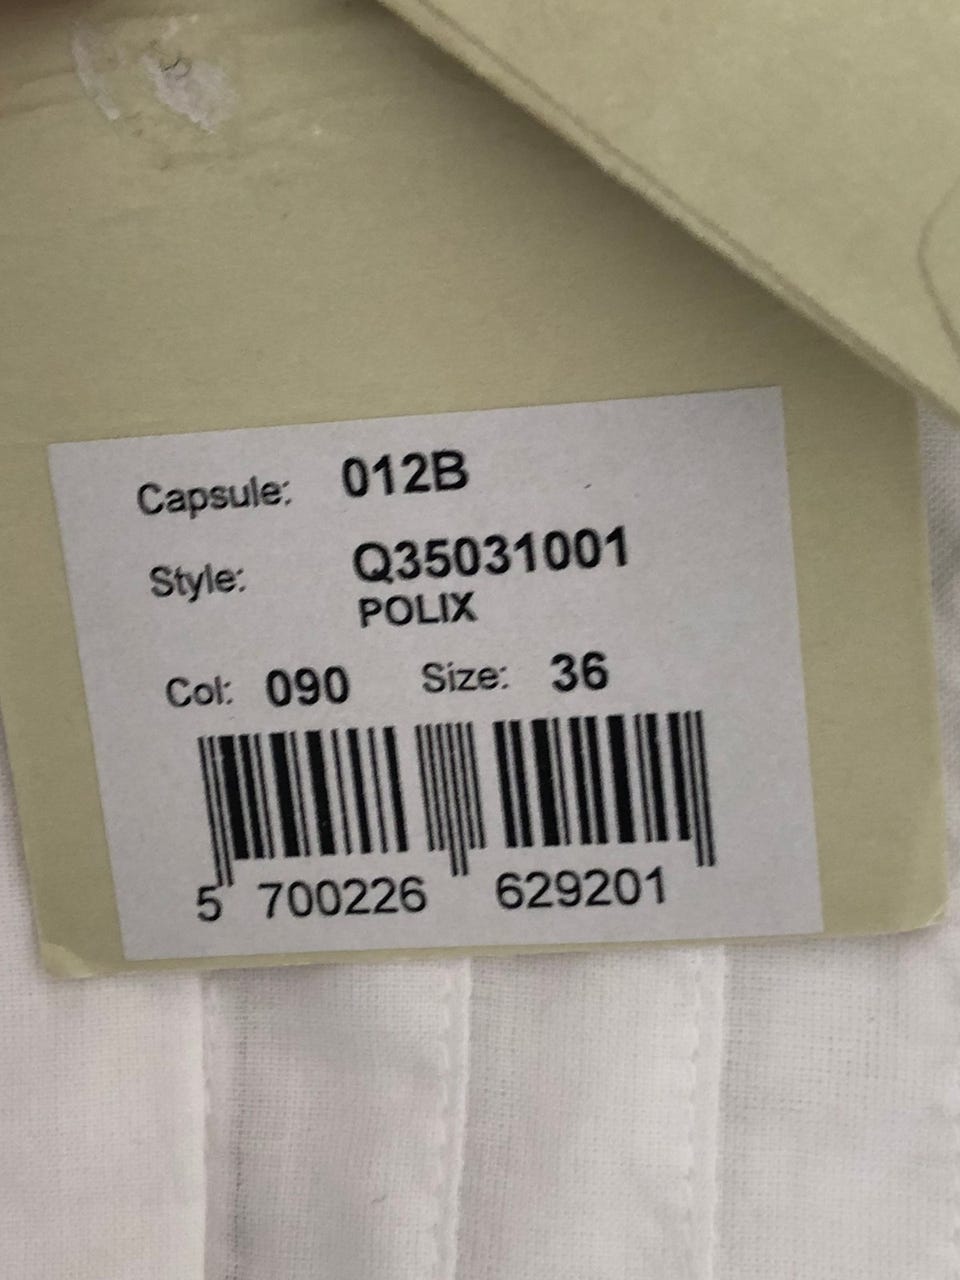 Capsule: 012B
Style: Q35031001
POLIX
Col: 090 Size: 36
5 700226 629201